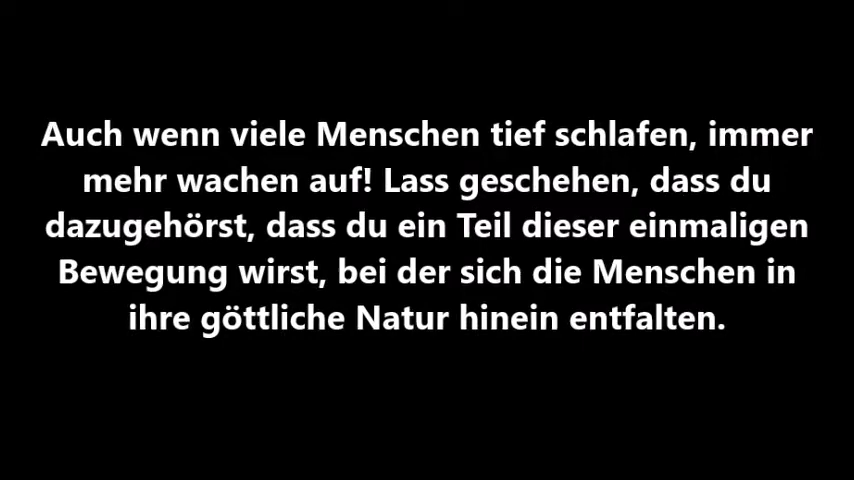 Auch wenn viele Menschen tief schlafen, immer
mehr wachen auf! Lass geschehen, dass du
dazugehörst, dass du ein Teil dieser einmaligen
Bewegung wirst, bei der sich die Menschen in
ihre göttliche Natur hinein entfalten.